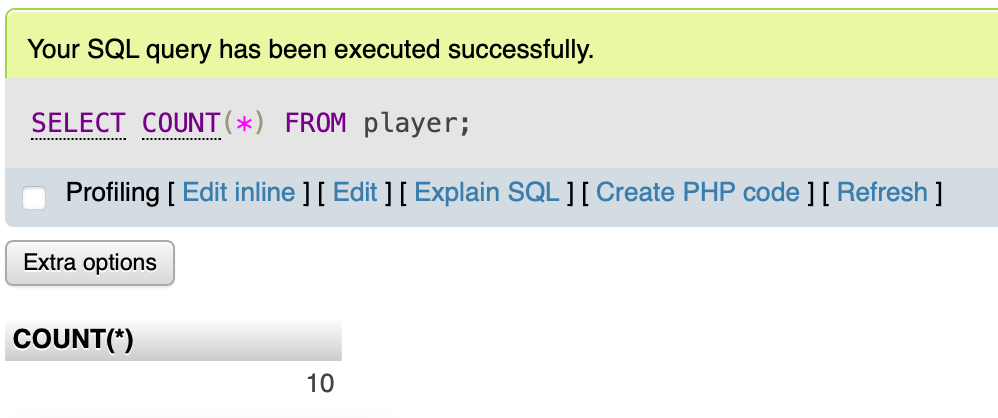 Your SQL query has been executed successfully.
SELECT COUNT(*) FROM player;
Profiling [ Edit inline ] [ Edit ] [ Explain SQL ] [ Create PHP code ] [ Refresh ]
Extra options
COUNT(*)
10